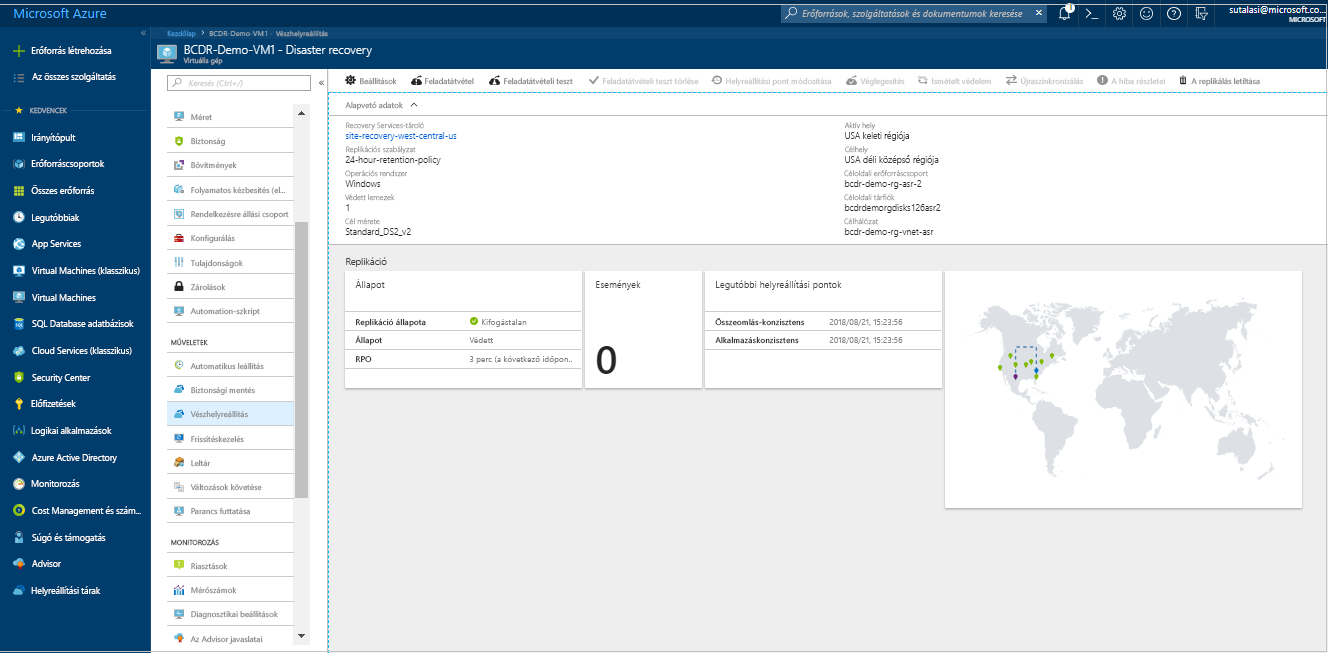 Microsoft Azure
Erőforrások, szolgáltatások és dokumentumok keresése
1
sutalasi@microsoft.co...
MICROSOFT
Erőforrás létrehozása
Az összes szolgáltatás
KEDVENCEK
Irányítópult
Erőforráscsoportok
Összes erőforrás
Legutóbbiak
App Services
Virtual Machines (klasszikus)
Virtual Machines
SQL Database adatbázisok
Cloud Services (klasszikus)
Security Center
Előfizetések
Logikai alkalmazások
Azure Active Directory
Monitorozás
Cost Management és szám...
Súgó és támogatás
Advisor
Helyreállítási tárak
Kezdőlap > BCDR-Demo-VM1 - Vészhelyreállítás
BCDR-Demo-VM1 - Disaster recovery
Virtuális gép
Keresés (Ctrl+/)
Méret
Biztonság
Bővítmények
Folyamatos kézbesítés (el...
Rendelkezésre állási csoport
Konfigurálás
Tulajdonságok
Zárolások
Automation-szkript
MŰVELETEK
Automatikus leállítás
Biztonsági mentés
Vészhelyreállítás
Frissítéskezelés
Leltár
Változások követése
Parancs futtatása
MONITOROZÁS
Riasztások
Mérőszámok
Diagnosztikai beállítások
Az Advisor javaslatai
Beállítások
Feladatátvétel
Feladatátvételi teszt
Feladatátvételi teszt törlése
Helyreállítási pont módosítása
Véglegesítés
Ismételt védelem
Újraszinkronizálás
A hiba részletei
A replikálás letiltása
Alapvető adatok
Recovery Services-tároló
site-recovery-west-central-us
Replikációs szabályzat
24-hour-retention-policy
Operációs rendszer
Windows
Védett lemezek
1
Cél mérete
Standard_DS2_v2
Aktív hely
USA keleti régiója
Célhely
USA déli középső régiója
Céloldali erőforráscsoport
bcdr-demo-rg-asr-2
Céloldali tárfiók
bcdrdemorgdisks126asr2
Célhálózat
bcdr-demo-rg-vnet-asr
Replikáció
Állapot
Replikáció állapota Kifogástalan
Állapot Védett
RPO 3 perc (a következő időpon...
Események
0
Legutóbbi helyreállítási pontok
Összeomlás-konzisztens 2018/08/21, 15:23:56
Alkalmazáskonzisztens 2018/08/21, 15:23:56